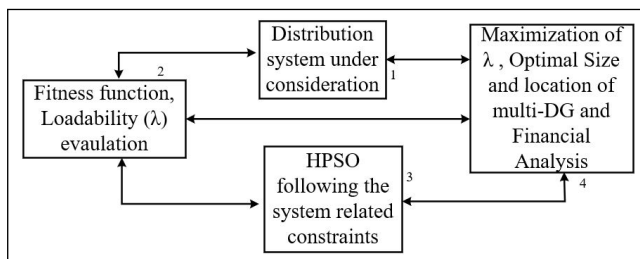 Distribution
system under
consideration
1
2
Fitness function,
Loadability (λ)
evaulation
HPSO
following the
system related
constraints
3
Maximization of
λ , Optimal Size
and location of
multi-DG and
Financial
Analysis
4